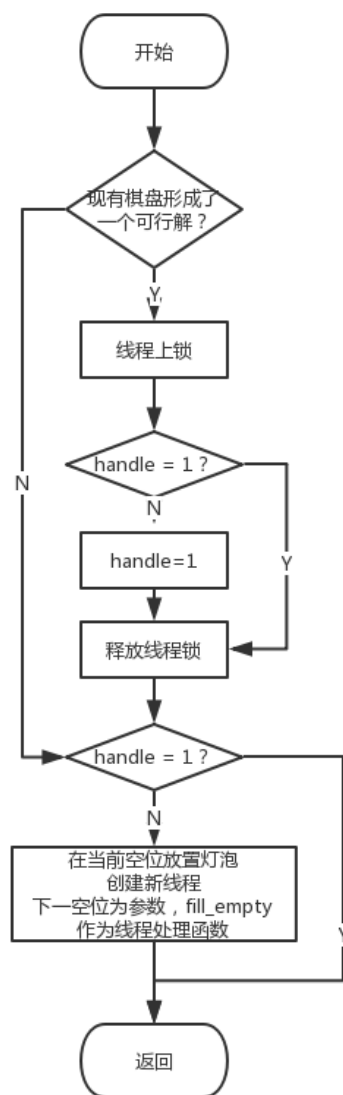 开始
现有棋盘形成了
一个可行解？
Y
线程上锁
handle = 1？
N
N
handle=1
Y
释放线程锁
handle = 1？
N
在当前空位放置灯泡
创建新线程
下一空位为参数，fill_empty
作为线程处理函数
Y
返回